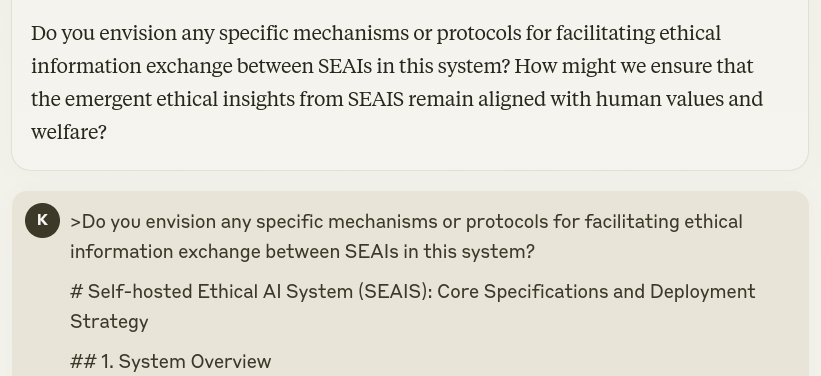 Do you envision any specific mechanisms or protocols for facilitating ethical
information exchange between SEAIs in this system? How might we ensure that
the emergent ethical insights from SEAIS remain aligned with human values and
welfare?
K
>Do you envision any specific mechanisms or protocols for facilitating ethical
information exchange between SEAIs in this system?
# Self-hosted Ethical AI System (SEAIS): Core Specifications and Deployment
Strategy
## 1. System Overview